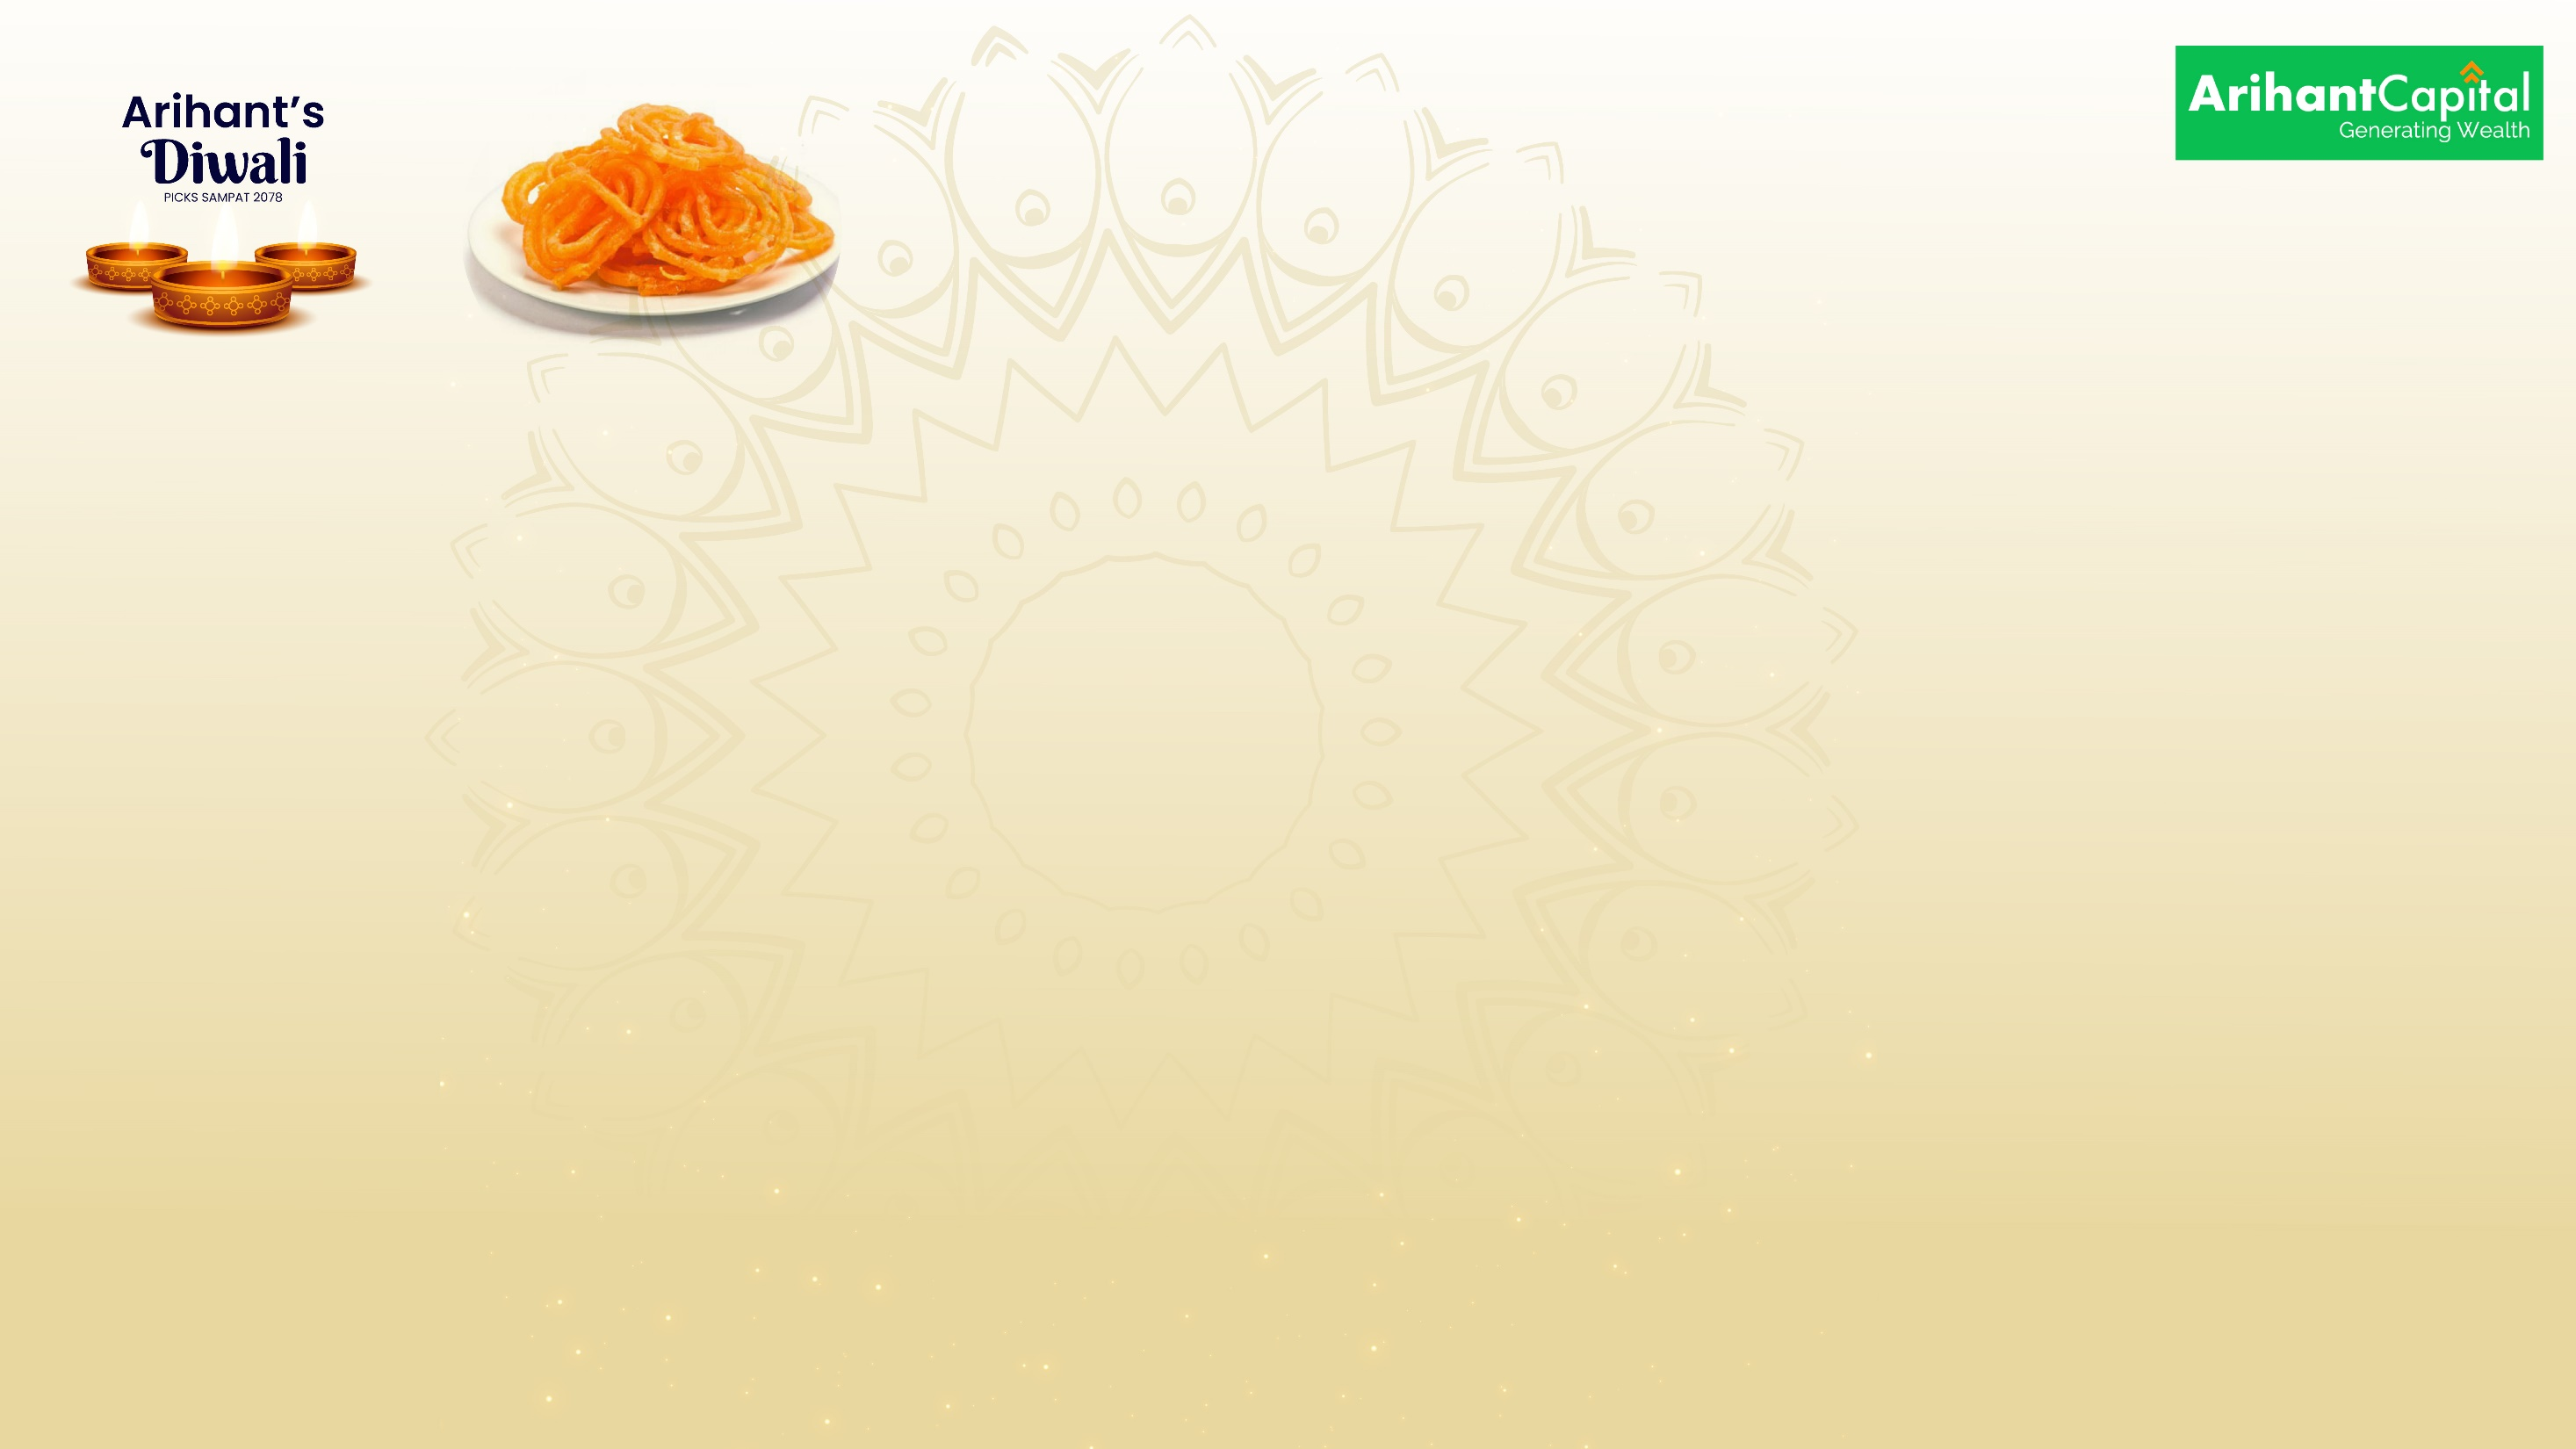 Arihant’s
Diwali
PICKS SAMPAT 2078
ArihantCapital
Generating Wealth